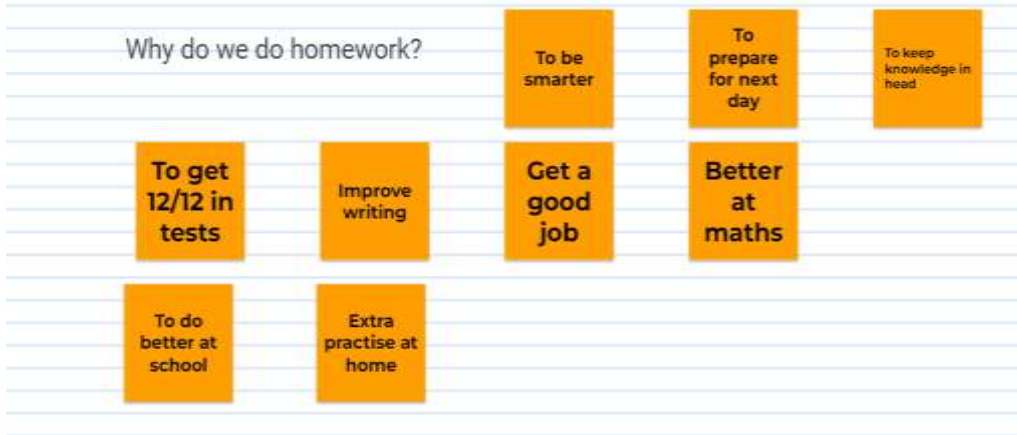 Why do we do homework?
To be
smarter
To
prepare
for next
day
To keep
knowledge in
head
To get
12/12 in
tests
Improve
writing
Get a
good
job
Better
at
maths
To do
better at
school
Extra
practise at
home